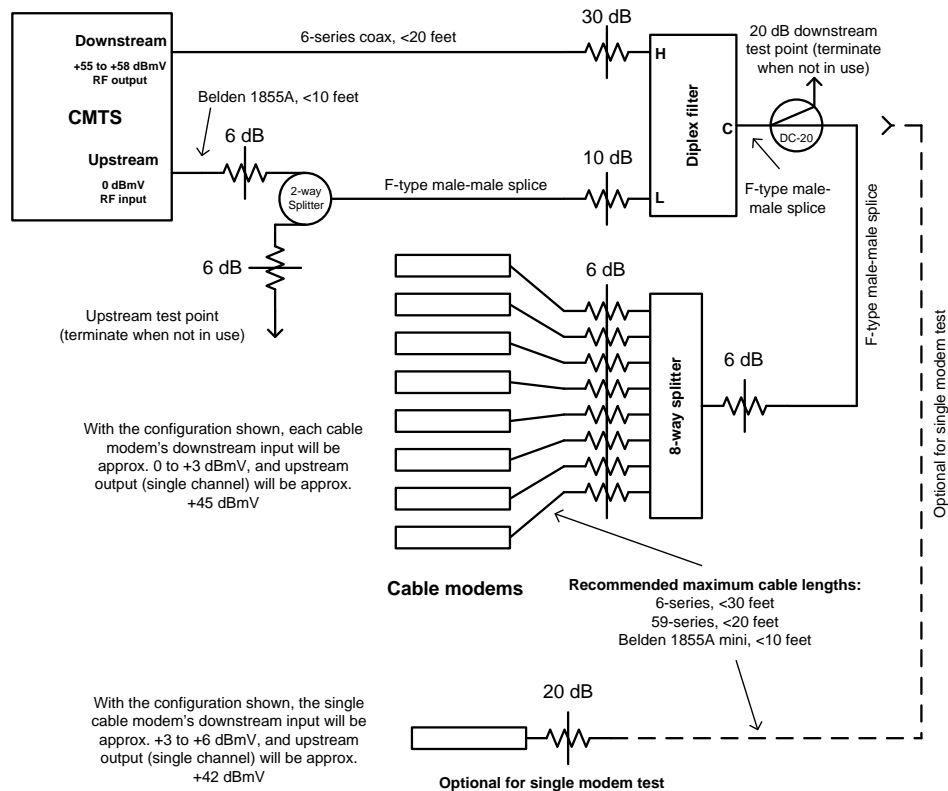 Downstream
+55 to +58 dBmV
RF output
CMTS
Upstream
0 dBmV
RF input
6-series coax, <20 feet
30 dB
H
20 dB downstream
test point (terminate
when not in use)
Belden 1855A, <10 feet
6 dB
2-way
Splitter
F-type male-male splice
10 dB
L
Diplex filter
C
DC-20
F-type male-
male splice
6 dB
Upstream test point
(terminate when not in use)
6 dB
8-way splitter
6 dB
F-type male-male splice
Optional for single modem test
With the configuration shown, each cable
modem's downstream input will be
approx. 0 to +3 dBmV, and upstream
output (single channel) will be approx.
+45 dBmV
Cable modems
Recommended maximum cable lengths:
6-series, <30 feet
59-series, <20 feet
Belden 1855A mini, <10 feet
With the configuration shown, the single
cable modem's downstream input will be
approx. +3 to +6 dBmV, and upstream
output (single channel) will be approx.
+42 dBmV
20 dB
Optional for single modem test